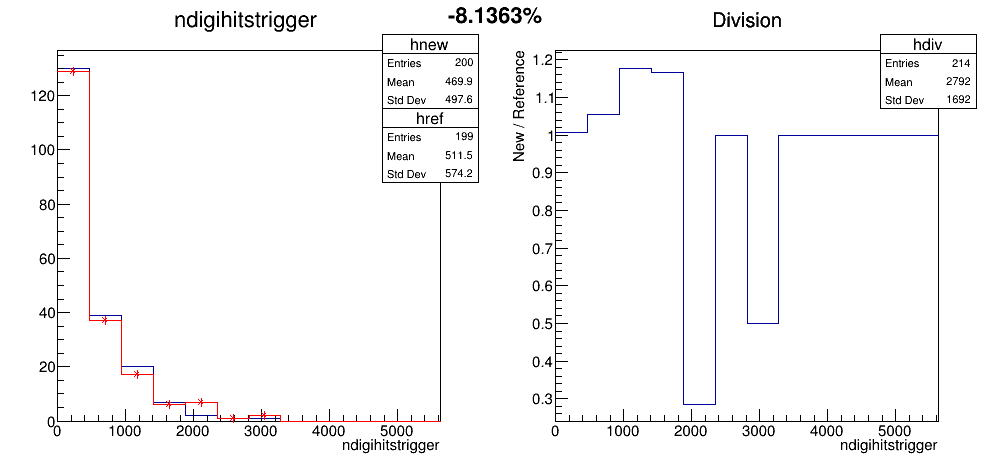 -8.1363%
ndigihitstrigger
hnew
Entries 200
Mean 469.9
Std Dev 497.6
href
Entries 199
Mean 511.5
Std Dev 574.2
120
100
80
60
40
20
0
0 1000 2000 3000 4000 5000
ndigihitstrigger
Division
hdiv
Entries 214
Mean 2792
Std Dev 1692
New / Reference
1.2
1.1
1
0.9
0.8
0.7
0.6
0.5
0.4
0.3
0 1000 2000 3000 4000 5000
ndigihitstrigger